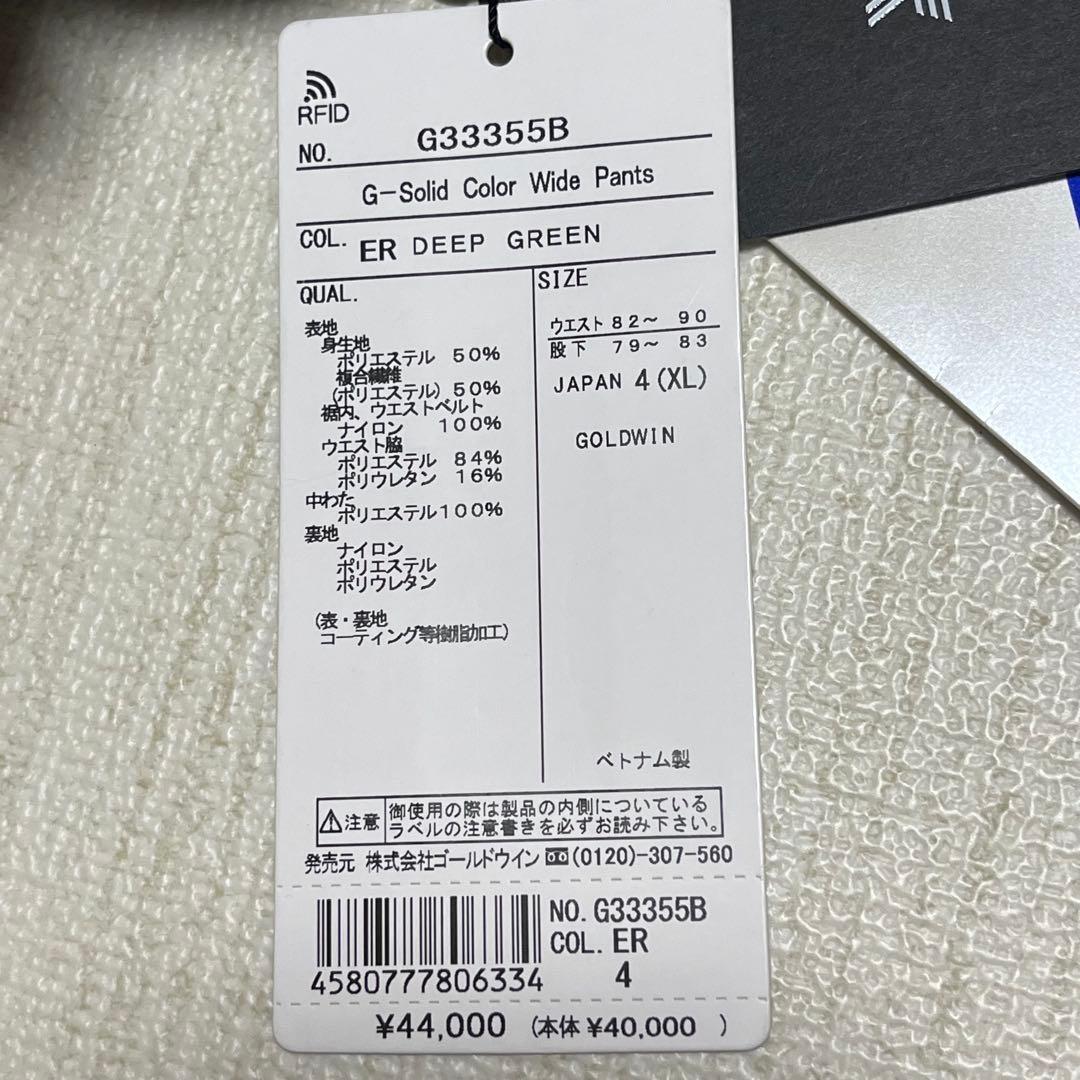 RFID
NO. G33355B
G-Solid Color Wide Pants
COL. ER DEEP GREEN
QUAL.
表地
身生地
ポリエステル 50%
複合繊維
(ポリエステル) 50%
裾内、ウエストベルト
ナイロン 100%
ウエスト脇
ポリエステル 84%
ポリウレタン 16%
中わた
ポリエステル100%
裏地
ナイロン
ポリエステル
ポリウレタン
(表・裏地
コーティング等樹脂加工)
SIZE
ウエスト 82〜 90
股下 79〜 83
JAPAN 4(XL)
GOLDWIN
ベトナム製
注意
御使用の際は製品の内側についている
ラベルの注意書きを必ずお読み下さい。
発売元 株式会社ゴールドウイン (0120)-307-560
4580777806334
NO. G33355B
COL. ER
4
¥44,000 (本体 ¥40,000 )